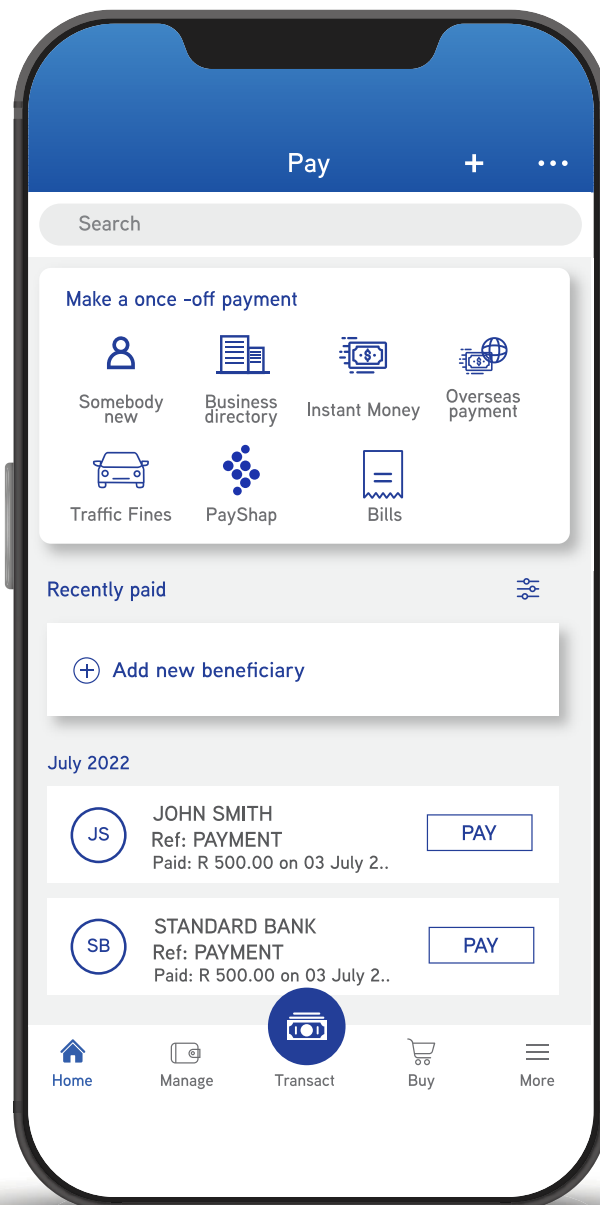 Pay
Search
Make a once -off payment
Somebody
new
Business
directory
Instant Money
Overseas
payment
Traffic Fines
PayShap
Bills
Recently paid
Add new beneficiary
July 2022
JS
JOHN SMITH
Ref: PAYMENT
Paid: R 500.00 on 03 July 2..
PAY
SB
STANDARD BANK
Ref: PAYMENT
Paid: R 500.00 on 03 July 2..
PAY
Home
Manage
Transact
Buy
More